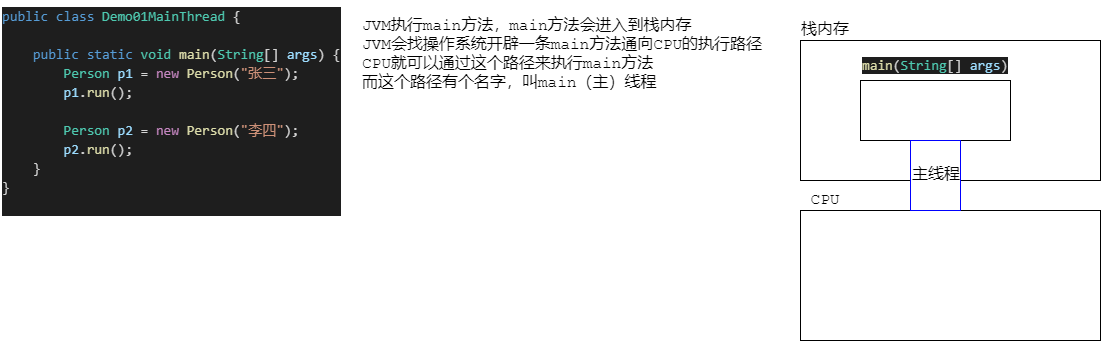 public class Demo01MainThread {
    public static void main(String[] args) {
        Person p1 = new Person("张三");
        p1.run();
        Person p2 = new Person("李四");
        p2.run();
    }
}
JVM执行main方法，main方法会进入到栈内存
JVM会找操作系统开辟一条main方法通向CPU的执行路径
CPU就可以通过这个路径来执行main方法
而这个路径有个名字，叫main（主）线程
栈内存
main(String[] args)
主线程
CPU